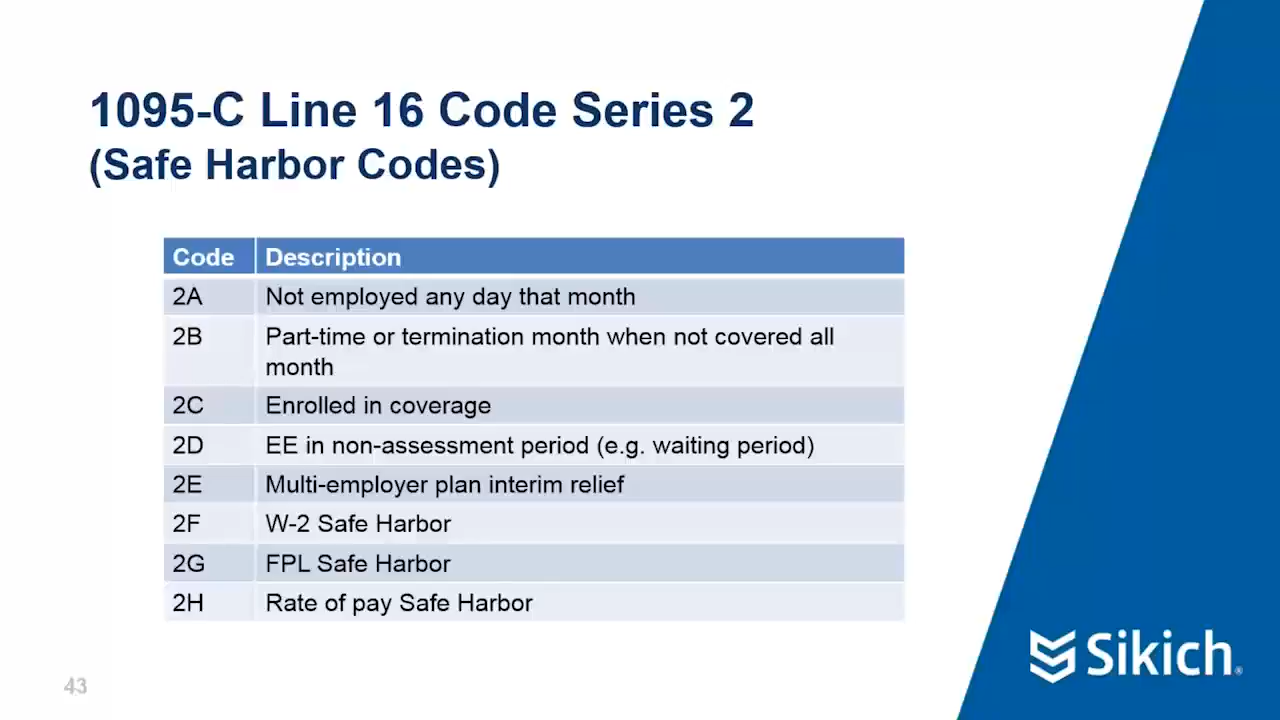 1095-C Line 16 Code Series 2
(Safe Harbor Codes)
Code Description
2A Not employed any day that month
2B Part-time or termination month when not covered all
month
2C Enrolled in coverage
2D EE in non-assessment period (e.g. waiting period)
2E Multi-employer plan interim relief
2F W-2 Safe Harbor
2G FPL Safe Harbor
2H Rate of pay Safe Harbor
Sikich®
43